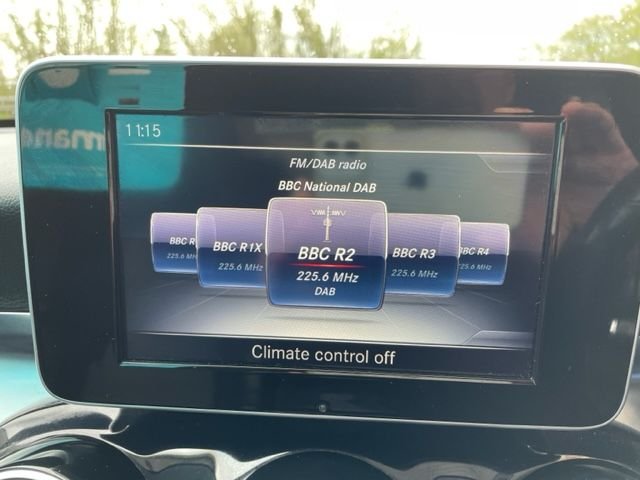 11:15
FM/DAB radio
BBC National DAB
BBC R1X
225.6 MHz
BBC R2
225.6 MHz
DAB
BBC R3
225.6 MHz
BBC R4
225.6 MHz
Climate control off